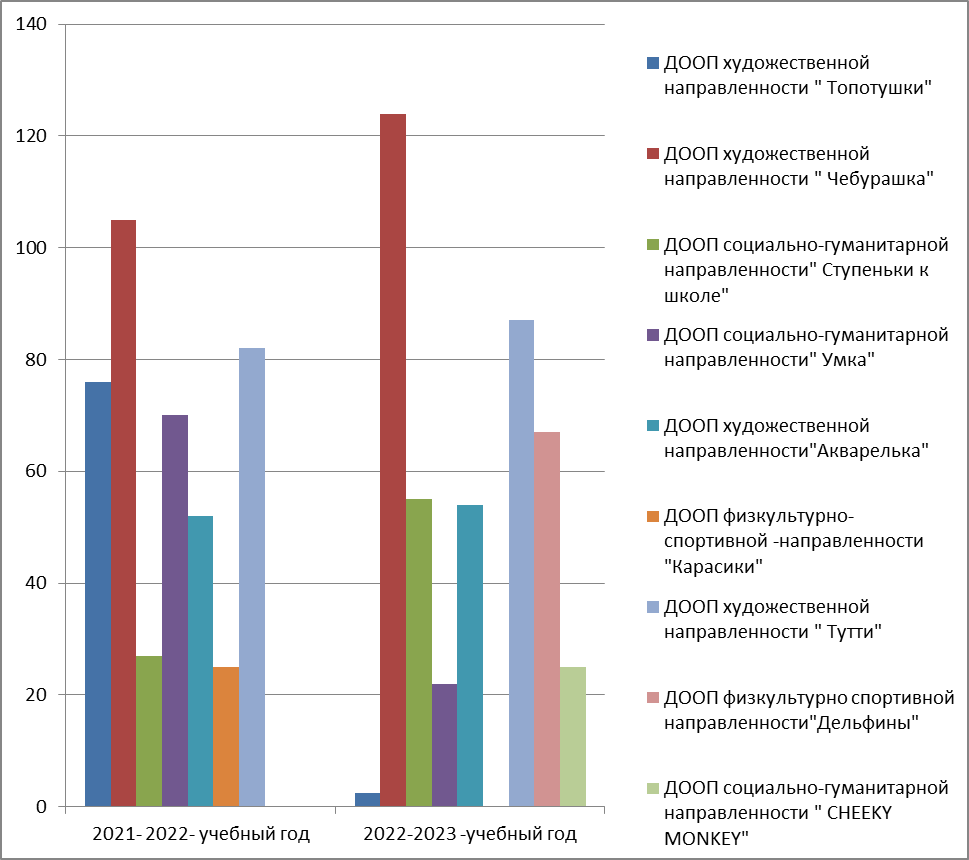 140
120
100
80
60
40
20
0
2021- 2022- учебный год
2022-2023 -учебный год
ДООП художественной
направленности " Топотушки"
ДООП художественной
направленности " Чебурашка"
ДООП социально-гуманитарной
направленности" Ступеньки к
школе"
ДООП социально-гуманитарной
направленности" Умка"
ДООП художественной
направленности"Акварелька"
ДООП физкультурно-
спортивной -направленности
"Карасики"
ДООП художественной
направленности " Тутти"
ДООП физкультурно спортивной
направленности"Дельфины"
ДООП социально-гуманитарной
направленности " CHEEKY
MONKEY"